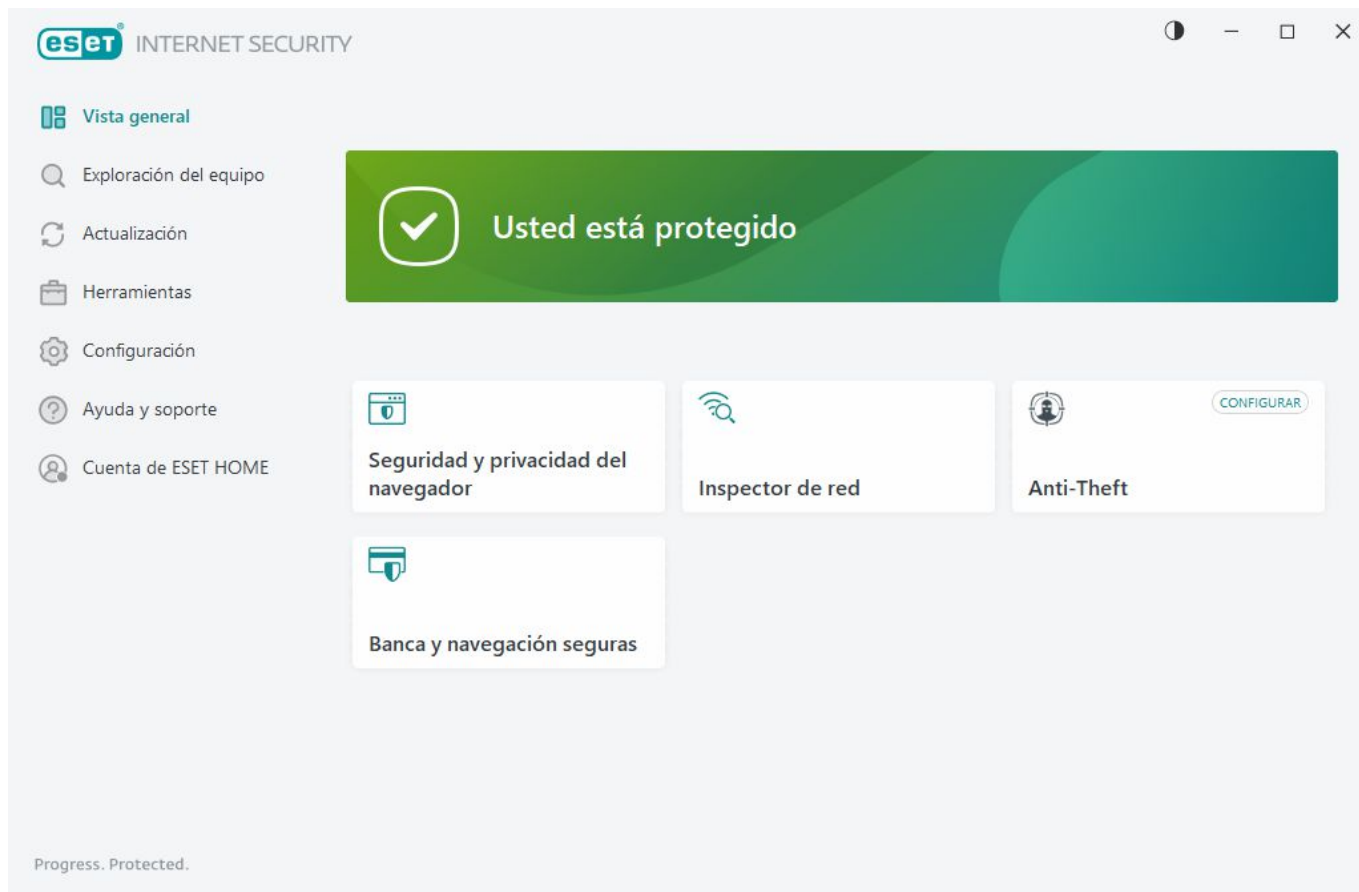 eset® INTERNET SECURITY
Vista general
Exploración del equipo
Actualización
Herramientas
Configuración
Ayuda y soporte
Cuenta de ESET HOME
Usted está protegido
Seguridad y privacidad del
navegador
Inspector de red
CONFIGURAR
Anti-Theft
Banca y navegación seguras
Progress. Protected.